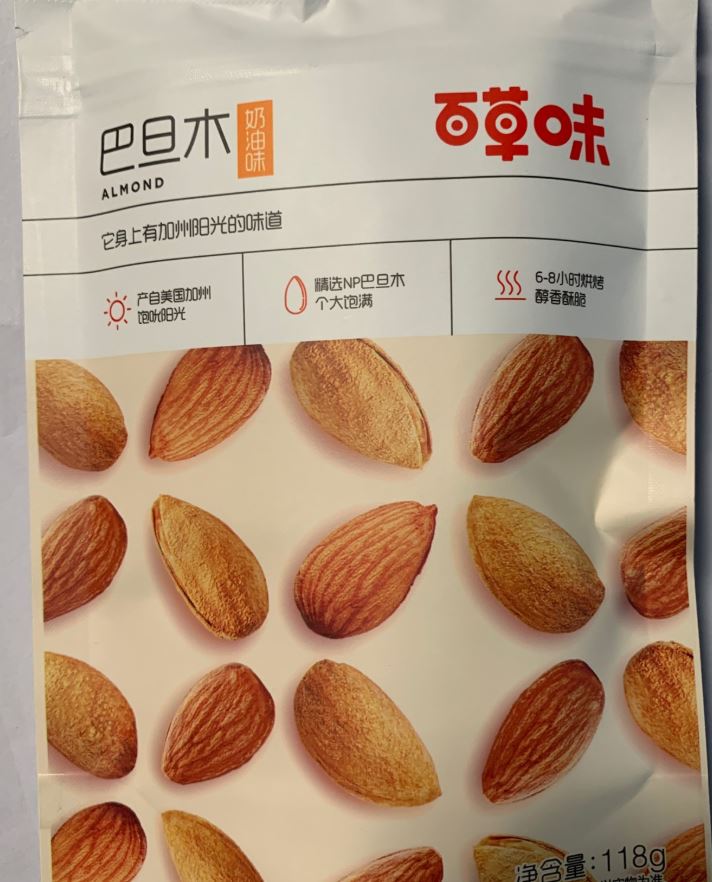 百草味
巴旦木
奶油味
ALMOND
它身上有加州阳光的味道
产自美国加州
饱吮阳光
精选NP巴旦木
个大饱满
6-8小时烘烤
醇香酥脆
净含量:118g